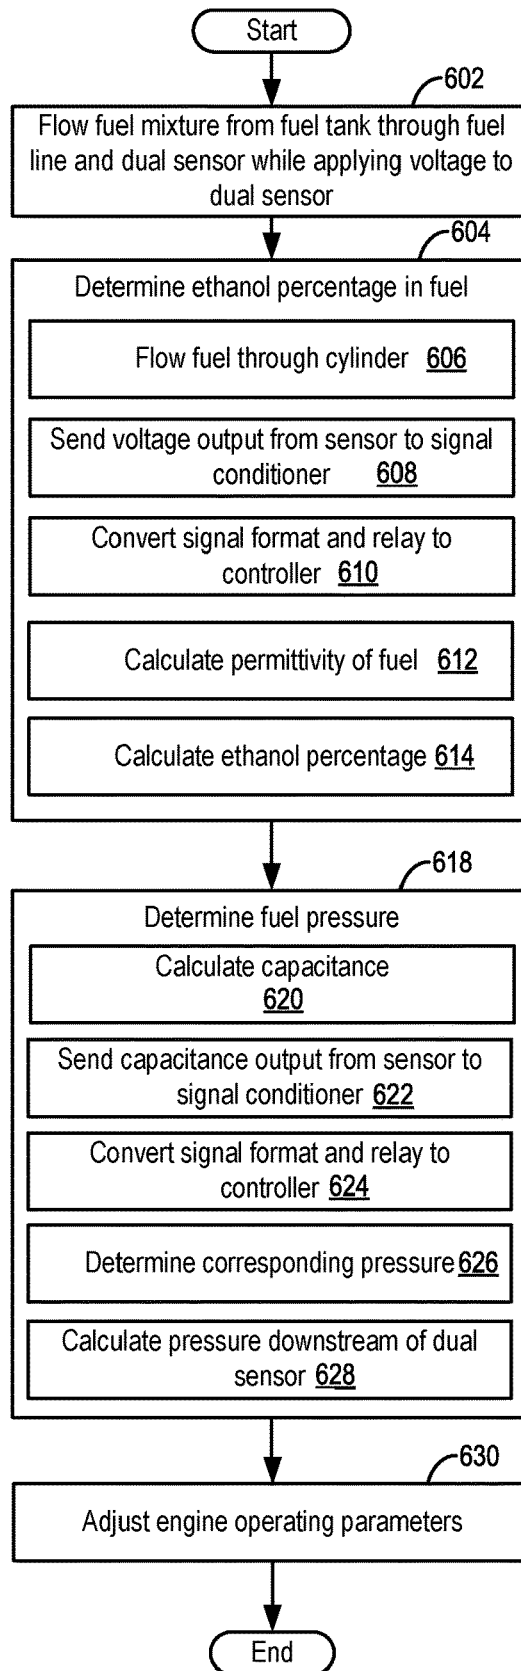 Start
602
Flow fuel mixture from fuel tank through fuel
line and dual sensor while applying voltage to
dual sensor
604
Determine ethanol percentage in fuel
Flow fuel through cylinder 606
Send voltage output from sensor to signal
conditioner 608
Convert signal format and relay to
controller 610
Calculate permittivity of fuel 612
Calculate ethanol percentage 614
618
Determine fuel pressure
Calculate capacitance
620
Send capacitance output from sensor to
signal conditioner 622
Convert signal format and relay to
controller 624
Determine corresponding pressure 626
Calculate pressure downstream of dual
sensor 628
630
Adjust engine operating parameters
End